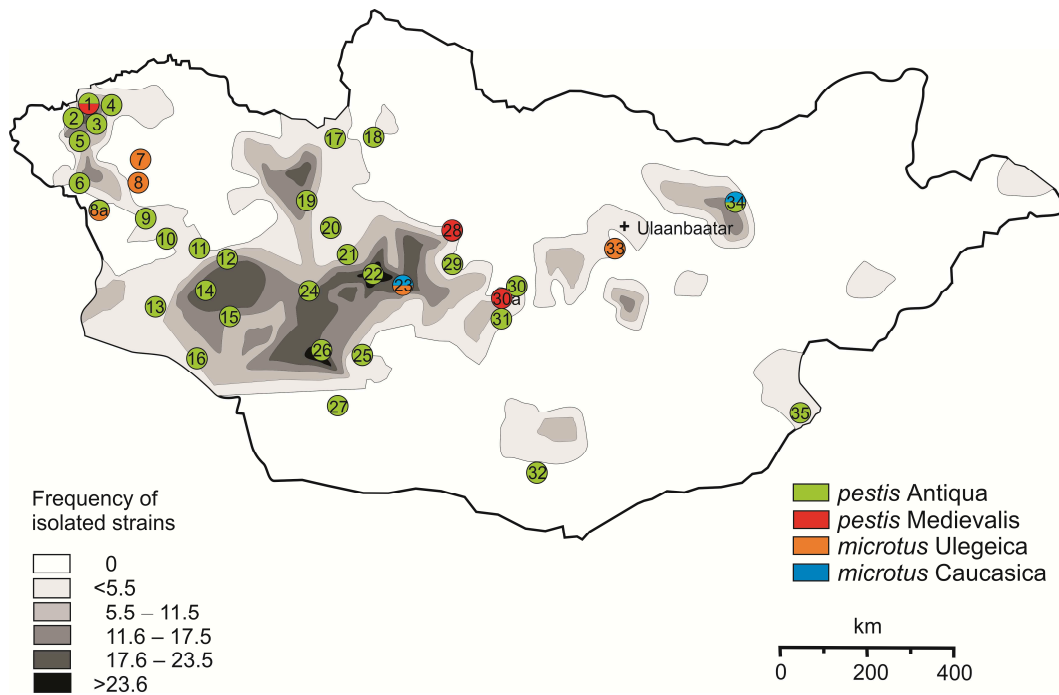 1
4
2
3
5
17
18
7
6
8
34
19
8a
9
20
28
Ulaanbaatar
10
11
21
33
12
29
22
23
30
14
24
30a
13
15
31
26
25
16
27
35
32
Frequency of
isolated strains
0
<5.5
5.5 – 11.5
11.6 – 17.5
17.6 – 23.5
>23.6
pestis Antiqua
pestis Medievalis
microtus Ulegeica
microtus Caucasica
km
0 200 400